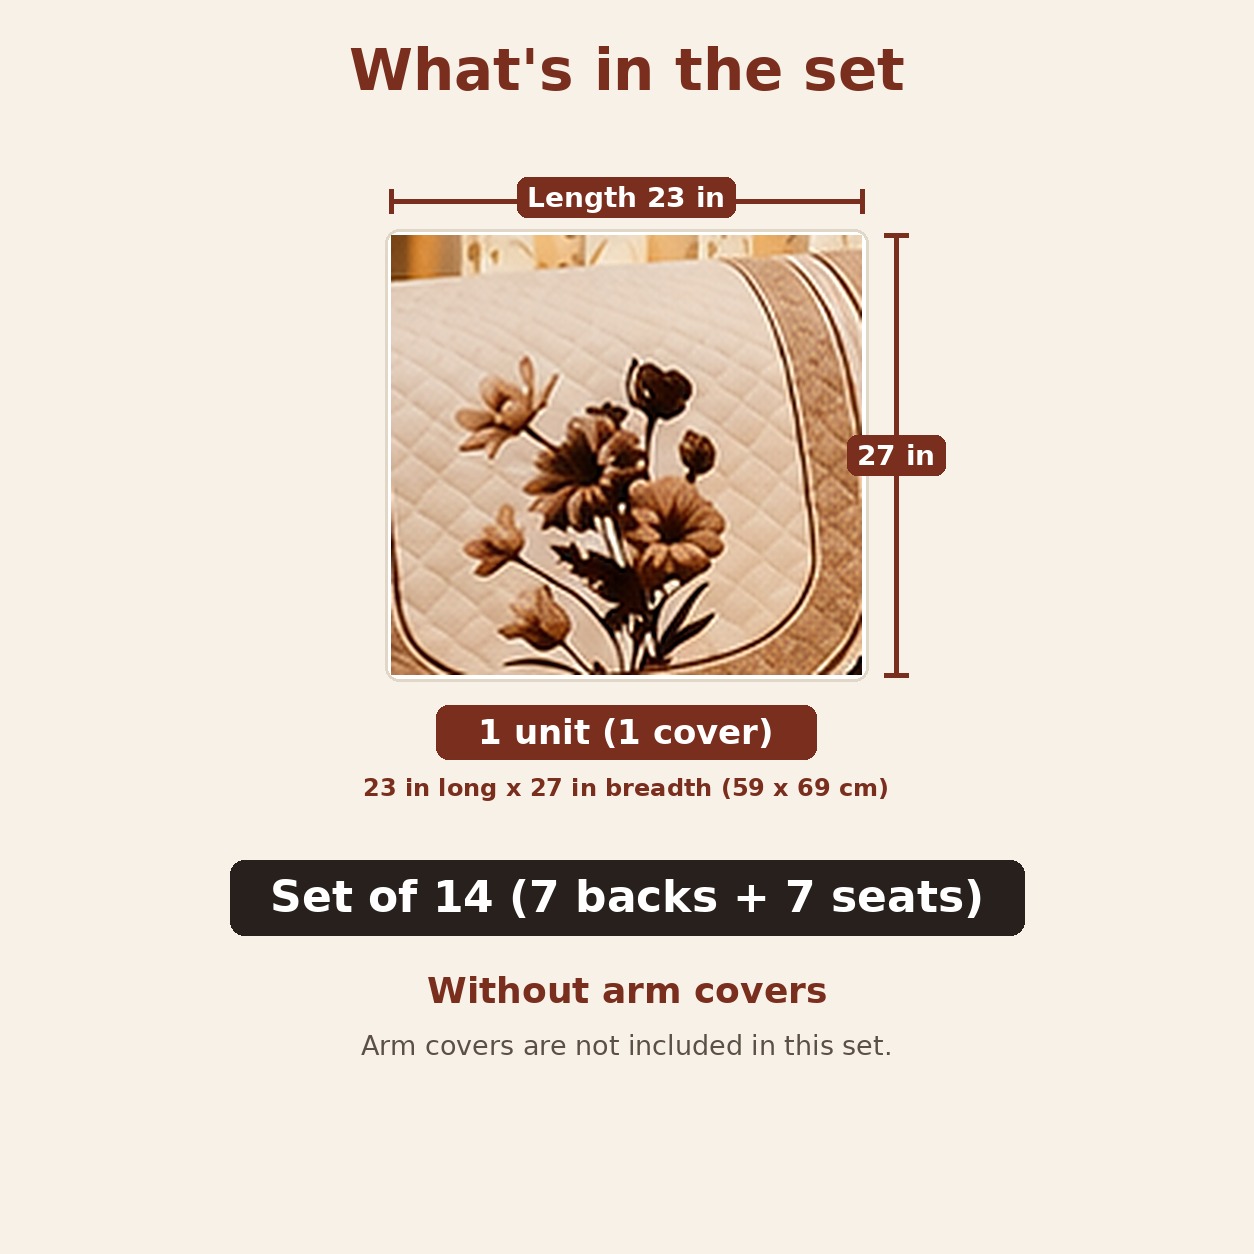 What's in the set
Length 23 in
27 in
1 unit (1 cover)
23 in long x 27 in breadth (59 x 69 cm)
Set of 14 (7 backs + 7 seats)
Without arm covers
Arm covers are not included in this set.